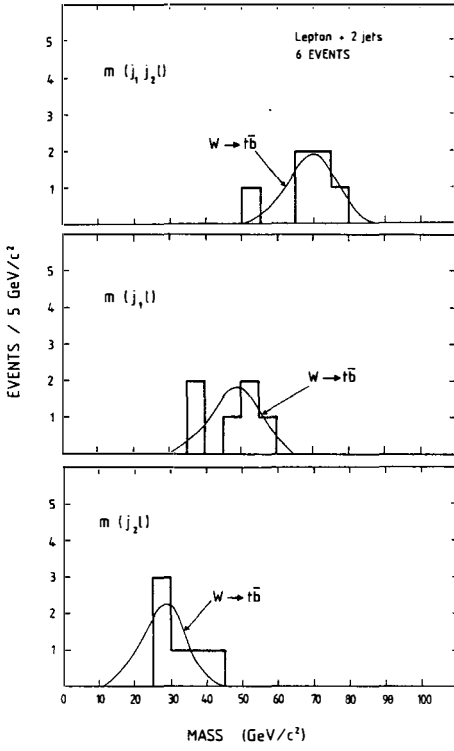 Lepton + 2 jets
6 EVENTS
m (j₁ j₂ l)
W → tb̄
5
4
3
2
1
m (j₁ l)
W → tb̄
5
4
3
2
1
m (j₂ l)
W → tb̄
5
4
3
2
1
EVENTS / 5 GeV/c²
0 10 20 30 40 50 60 70 80 90 100
MASS (GeV/c²)